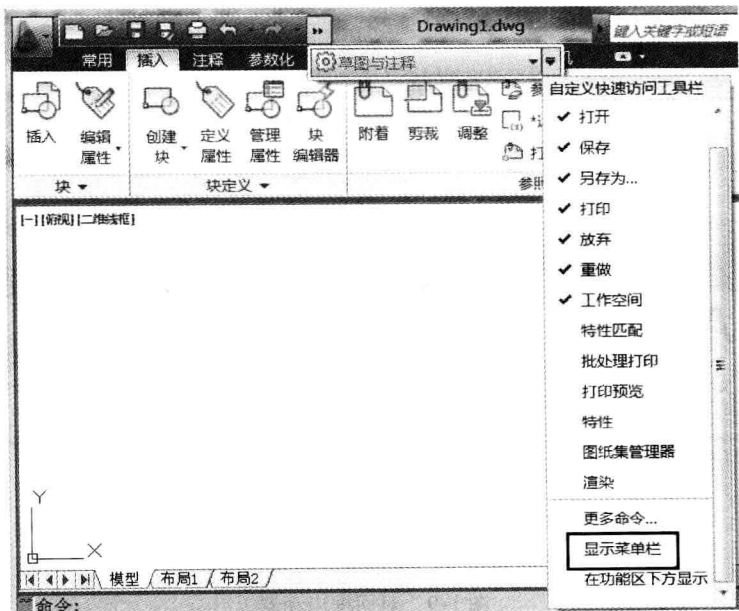 Drawing1.dwg
键入关键字或短语
常用 插入 注释 参数化
草图与注释
自定义快速访问工具栏
插入
编辑
属性
创建
块
定义
属性
管理
属性
块
编辑器
附着
剪裁
调整
块
块定义
参照
打开
保存
另存为...
打印
放弃
重做
工作空间
特性匹配
批处理打印
打印预览
特性
图纸集管理器
渲染
更多命令...
显示菜单栏
在功能区下方显示
[-][俯视][二维线框]
Y
X
模型 布局1 布局2
命令: